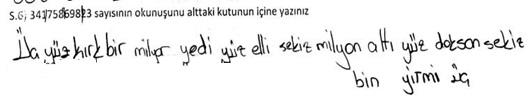 S.6) 341758698023 sayısının okunuşunu alttaki kutunun içine yazınız
Üç yüz kırk bir milyar yedi yüz elli sekiz milyon altı yüz doksan sekiz
bin yirmi üç